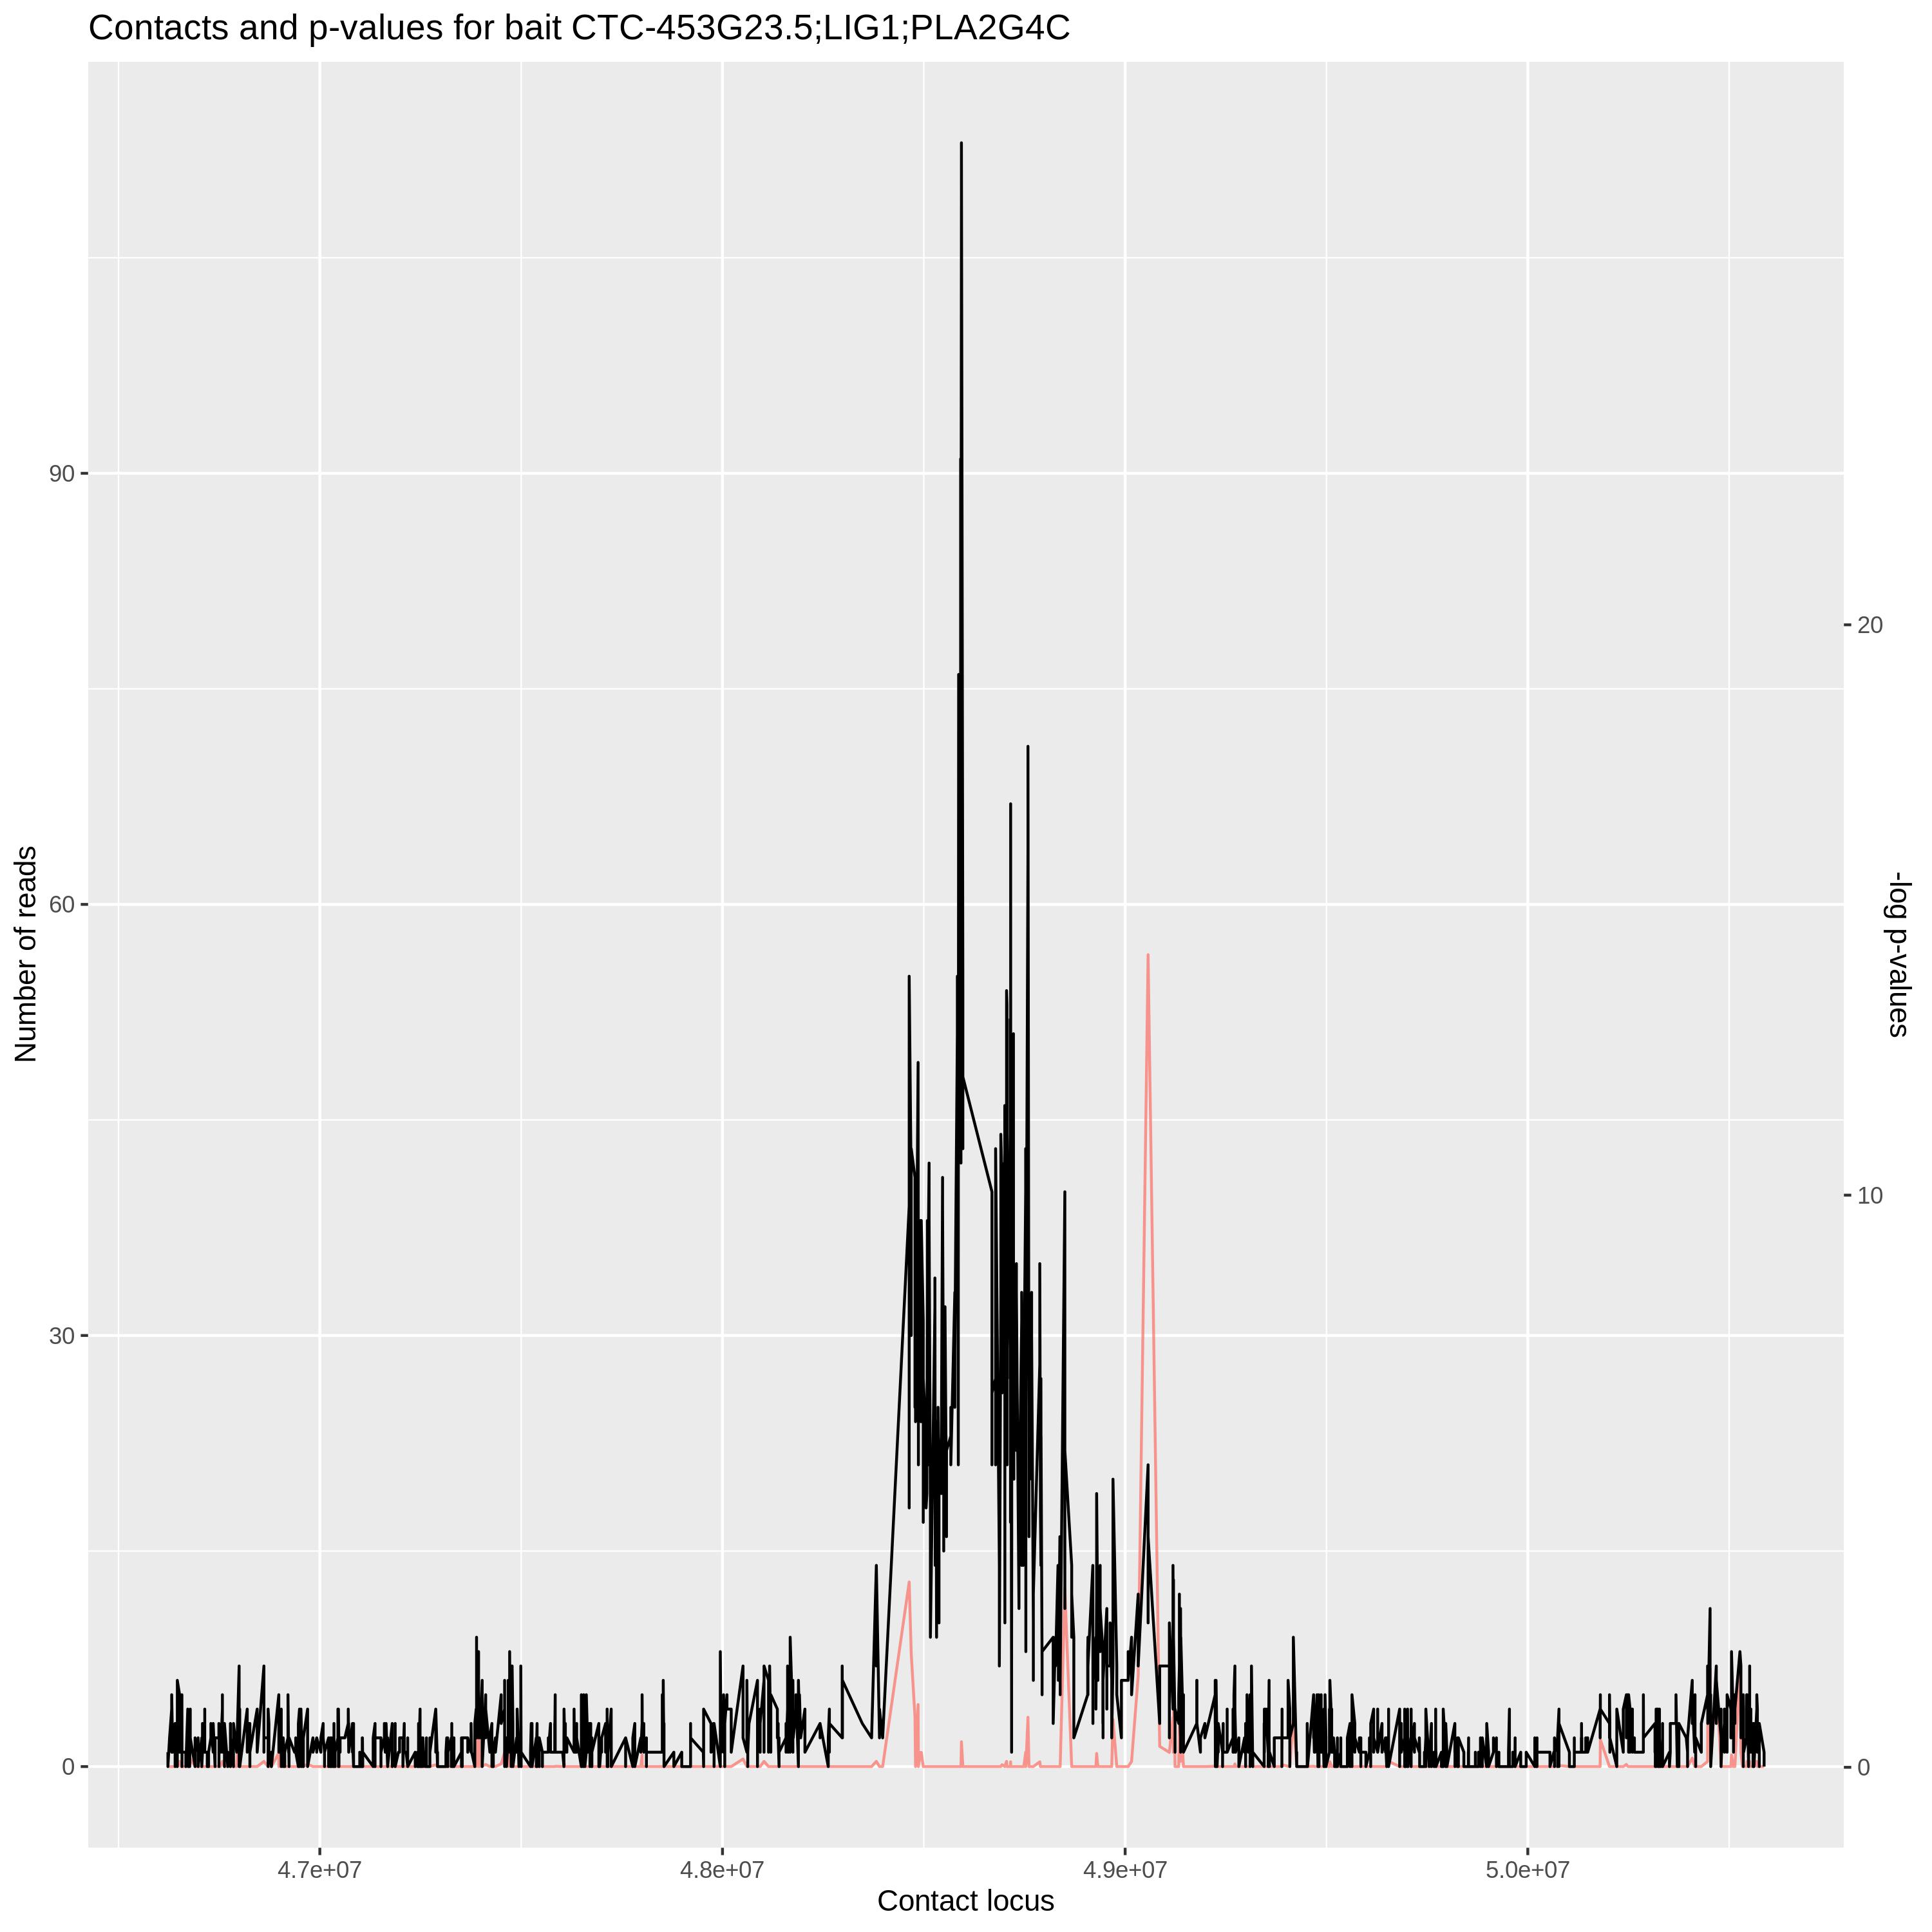 Contacts and p-values for bait CTC-453G23.5;LIG1;PLA2G4C
Number of reads
90
60
30
0
20
10
0
-log p-values
4.7e+07
4.8e+07
4.9e+07
5.0e+07
Contact locus